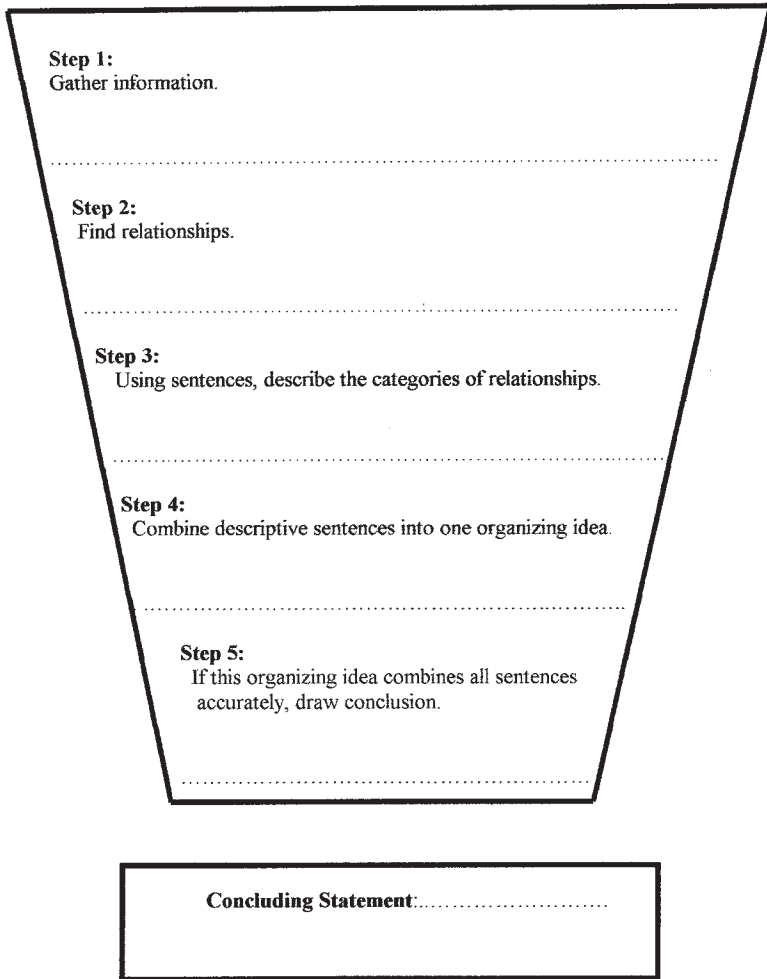 Step 1:
Gather information.
Step 2:
Find relationships.
Step 3:
Using sentences, describe the categories of relationships.
Step 4:
Combine descriptive sentences into one organizing idea.
Step 5:
If this organizing idea combines all sentences
accurately, draw conclusion.
Concluding Statement:..........................